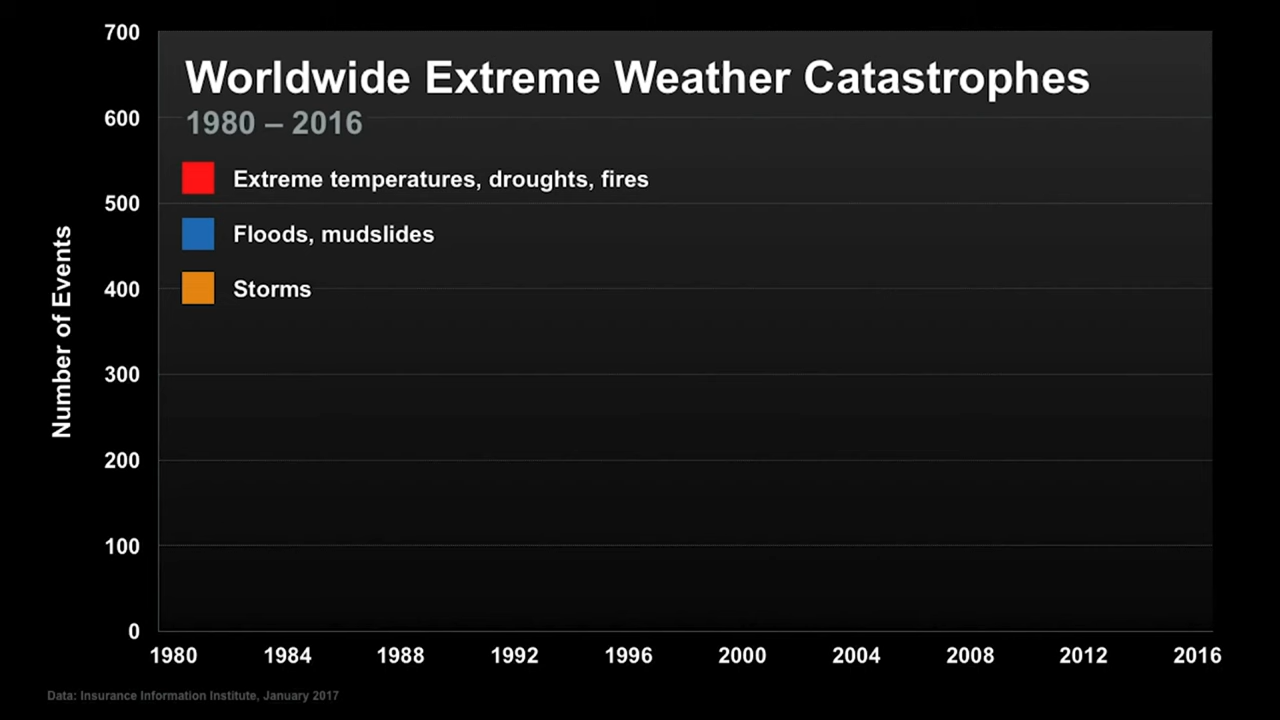 Worldwide Extreme Weather Catastrophes
1980 – 2016
Extreme temperatures, droughts, fires
Floods, mudslides
Storms
Number of Events
700
600
500
400
300
200
100
0
1980 1984 1988 1992 1996 2000 2004 2008 2012 2016
Data: Insurance Information Institute, January 2017